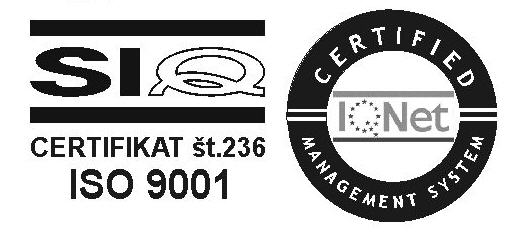 SIQ
CERTIFIKAT št.236
ISO 9001
CERTIFIED
IQNet
MANAGEMENT SYSTEM